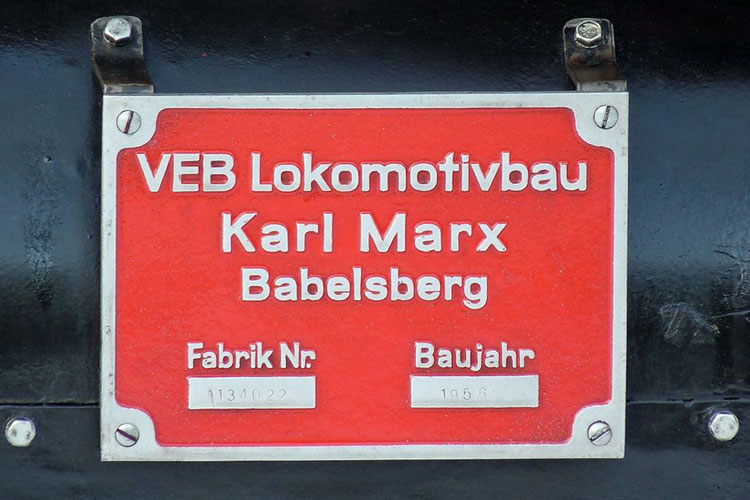 VEB Lokomotivbau
Karl Marx
Babelsberg
Fabrik Nr. Baujahr
134022 1956